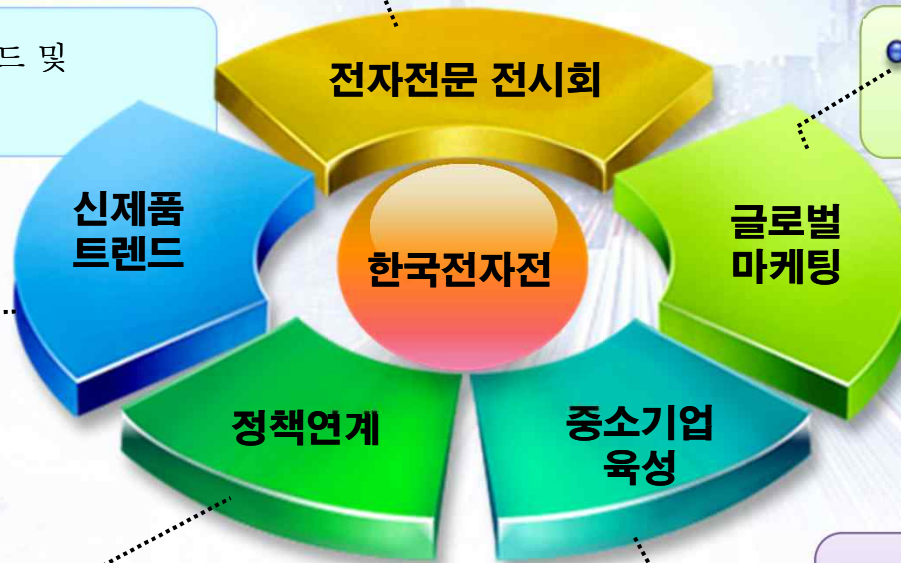 드 및
전자전문 전시회
신제품
트렌드
글로벌
마케팅
한국전자전
정책연계
중소기업
육성